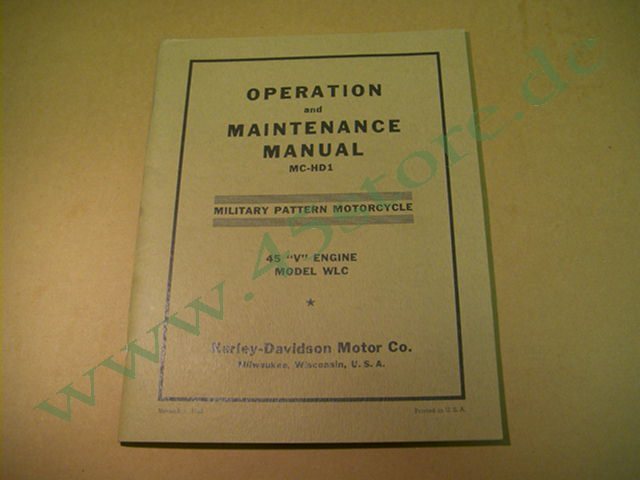 OPERATION
and
MAINTENANCE
MANUAL
MC-HD1
MILITARY PATTERN MOTORCYCLE
45 "V" ENGINE
MODEL WLC
Harley-Davidson Motor Co.
Milwaukee, Wisconsin, U. S. A.
Printed in U S A.
www.45store.de